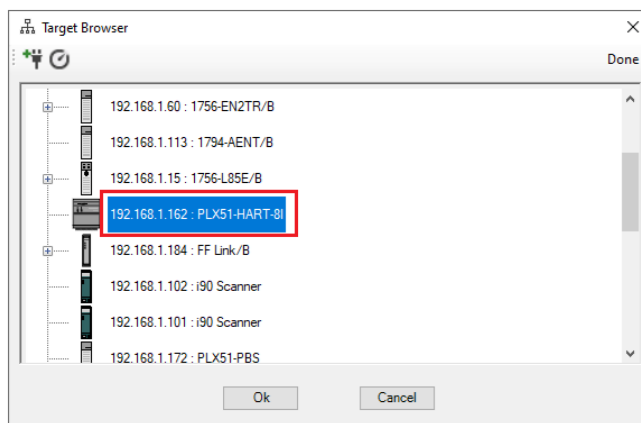 Target Browser
Done
192.168.1.60 : 1756-EN2TR/B
192.168.1.113 : 1794-AENT/B
192.168.1.15 : 1756-L85E/B
192.168.1.162 : PLX51-HART-8I
192.168.1.184 : FF Link/B
192.168.1.102 : i90 Scanner
192.168.1.101 : i90 Scanner
192.168.1.172 : PLX51-PBS
Ok Cancel